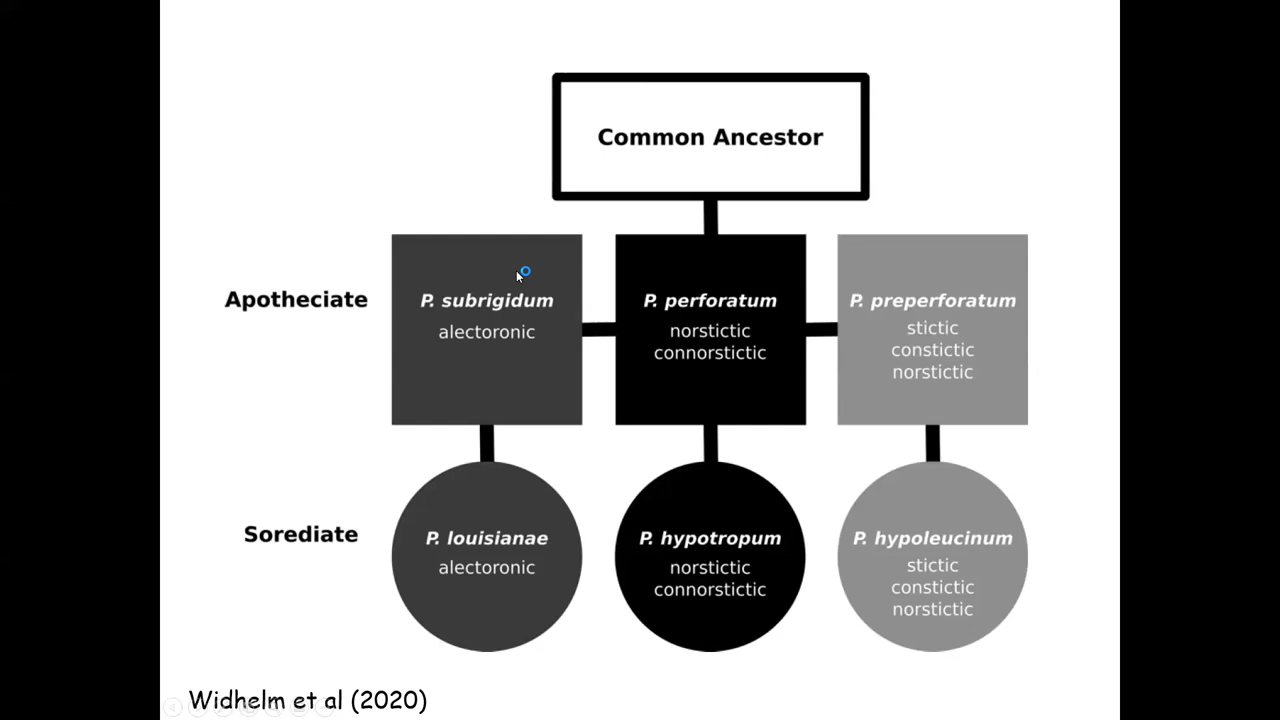 Common Ancestor
Apotheciate
P. subrigidum
alectoronic
P. perforatum
norstictic
connorstictic
P. preperforatum
stictic
constictic
norstictic
Sorediate
P. louisianae
alectoronic
P. hypotropum
norstictic
connorstictic
P. hypoleucinum
stictic
constictic
norstictic
Widhelm et al (2020)